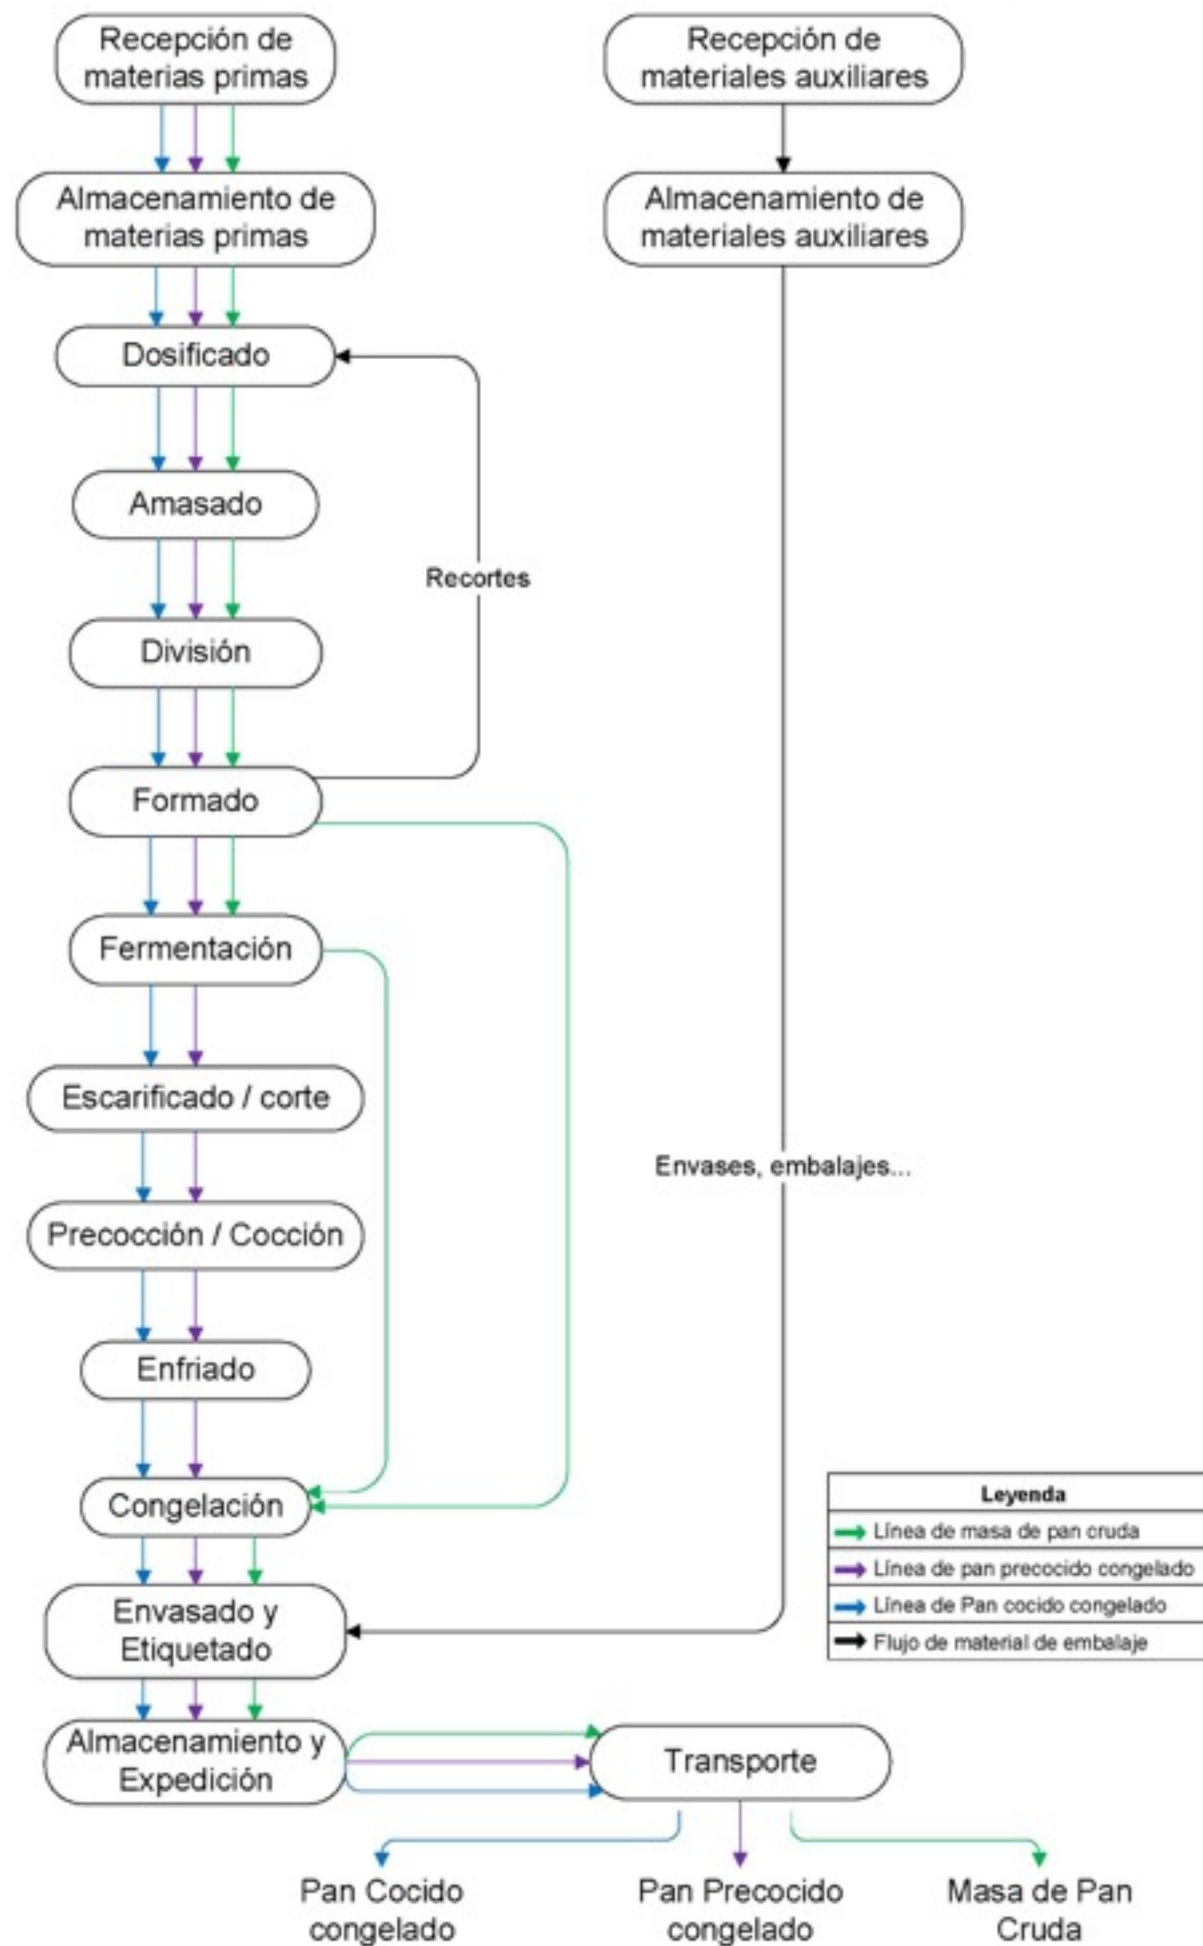 Recepción de
materias primas
Recepción de
materiales auxiliares
Almacenamiento de
materias primas
Almacenamiento de
materiales auxiliares
Dosificado
Amasado
Recortes
División
Formado
Fermentación
Escarificado / corte
Envases, embalajes...
Precocción / Cocción
Enfriado
Congelación
Leyenda
Línea de masa de pan cruda
Línea de pan precocido congelado
Línea de Pan cocido congelado
Flujo de material de embalaje
Envasado y
Etiquetado
Almacenamiento y
Expedición
Transporte
Pan Cocido
congelado
Pan Precocido
congelado
Masa de Pan
Cruda